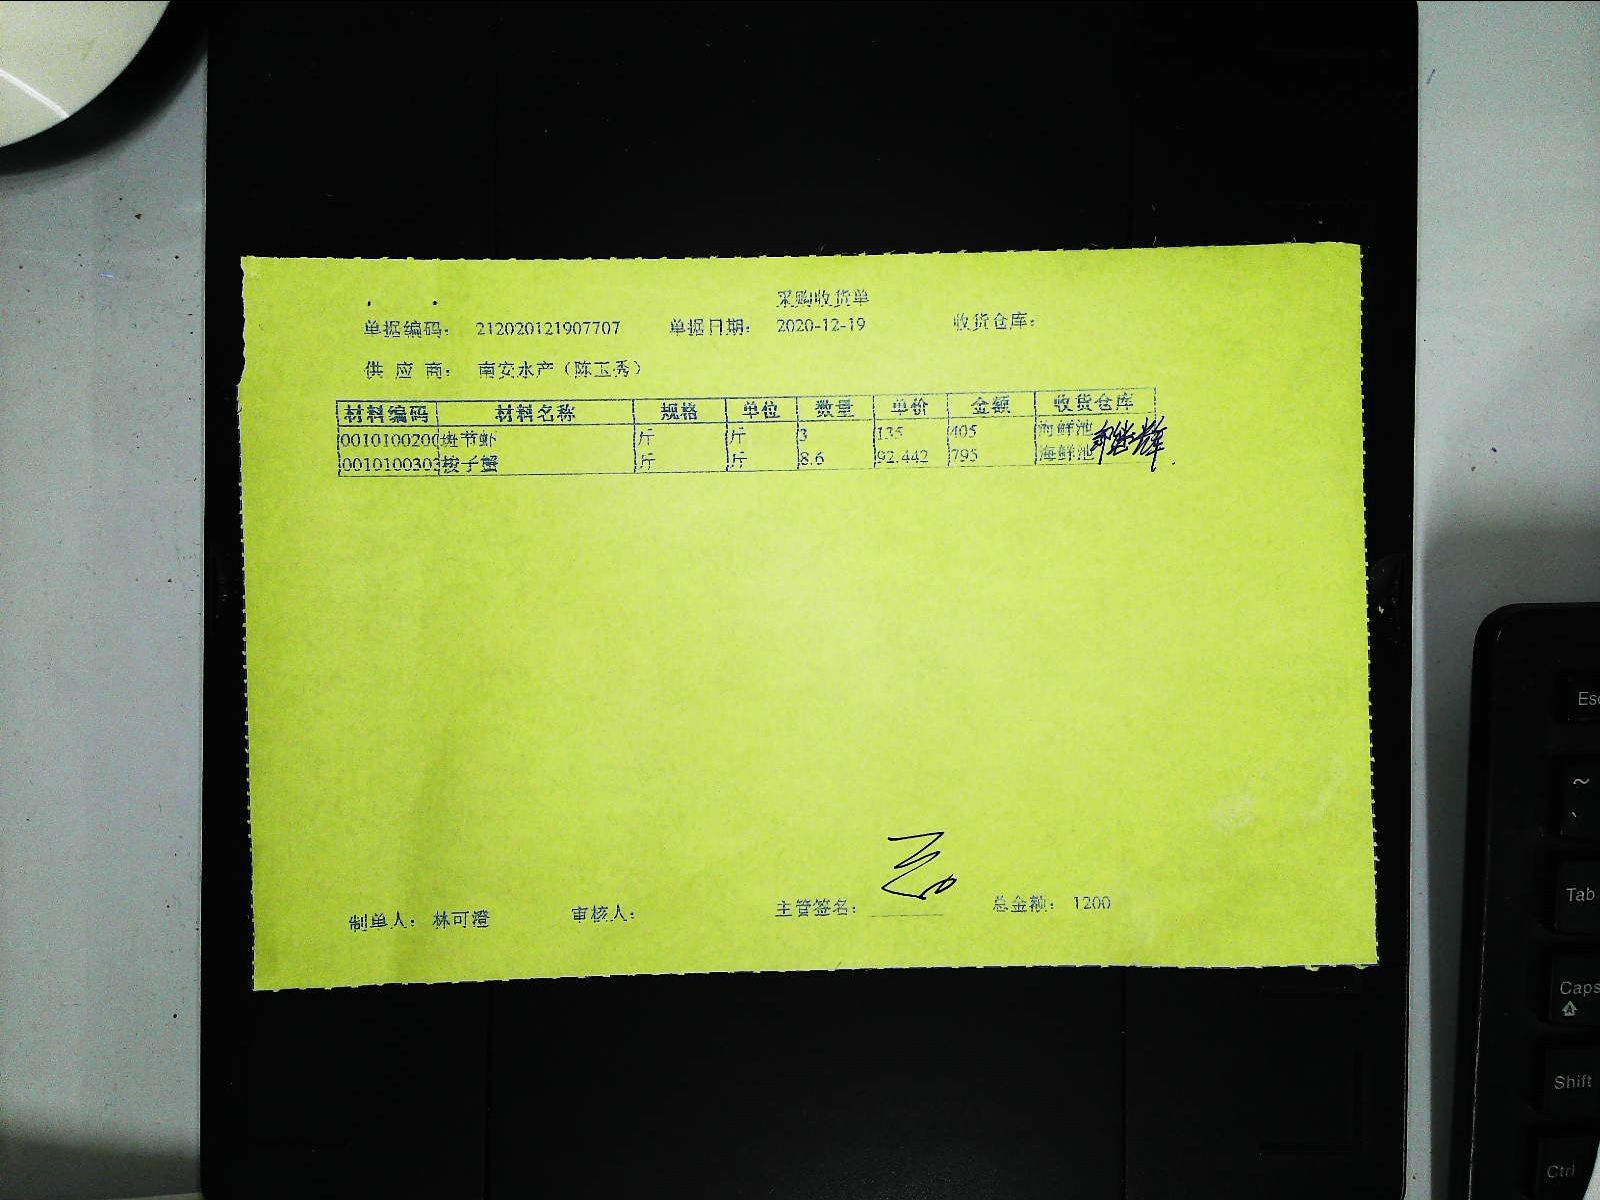 采购收货单
单据编码： 212020121907707 单据日期： 2020-12-19 收货仓库：
供 应 商： 南安水产（陈玉秀）
材料编码 材料名称 规格 单位 数量 单价 金额 收货仓库
0010100200 斑节虾 斤 斤 3 135 405 海鲜池
0010100303 梭子蟹 斤 斤 8.6 92.442 795 海鲜池
制单人： 林可澄 审核人： 主管签名： 总金额： 1200
Esc
~
、
Tab
Caps
Shift
Ctrl